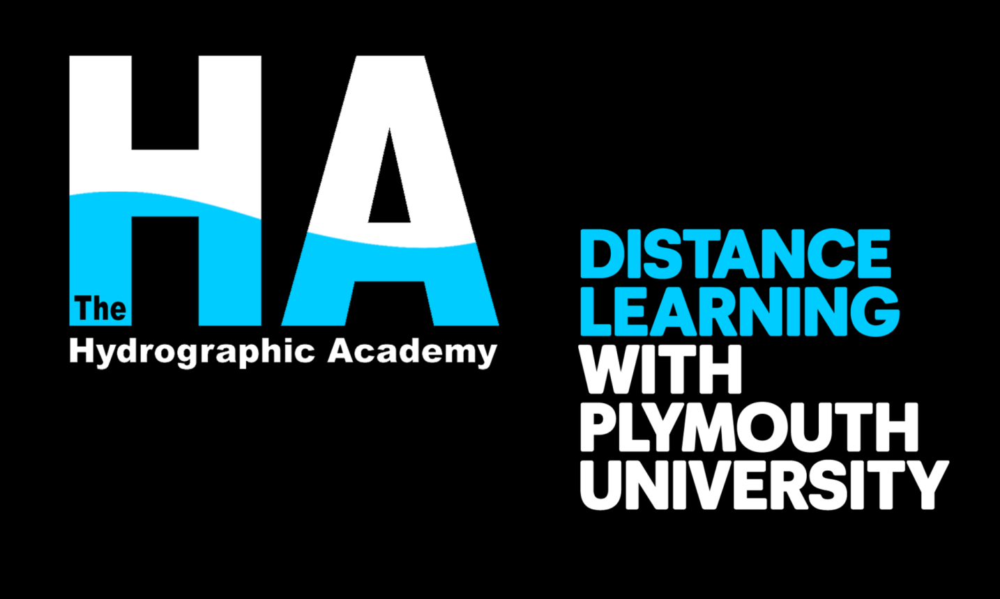 HA
The
Hydrographic Academy
DISTANCE
LEARNING
WITH
PLYMOUTH
UNIVERSITY